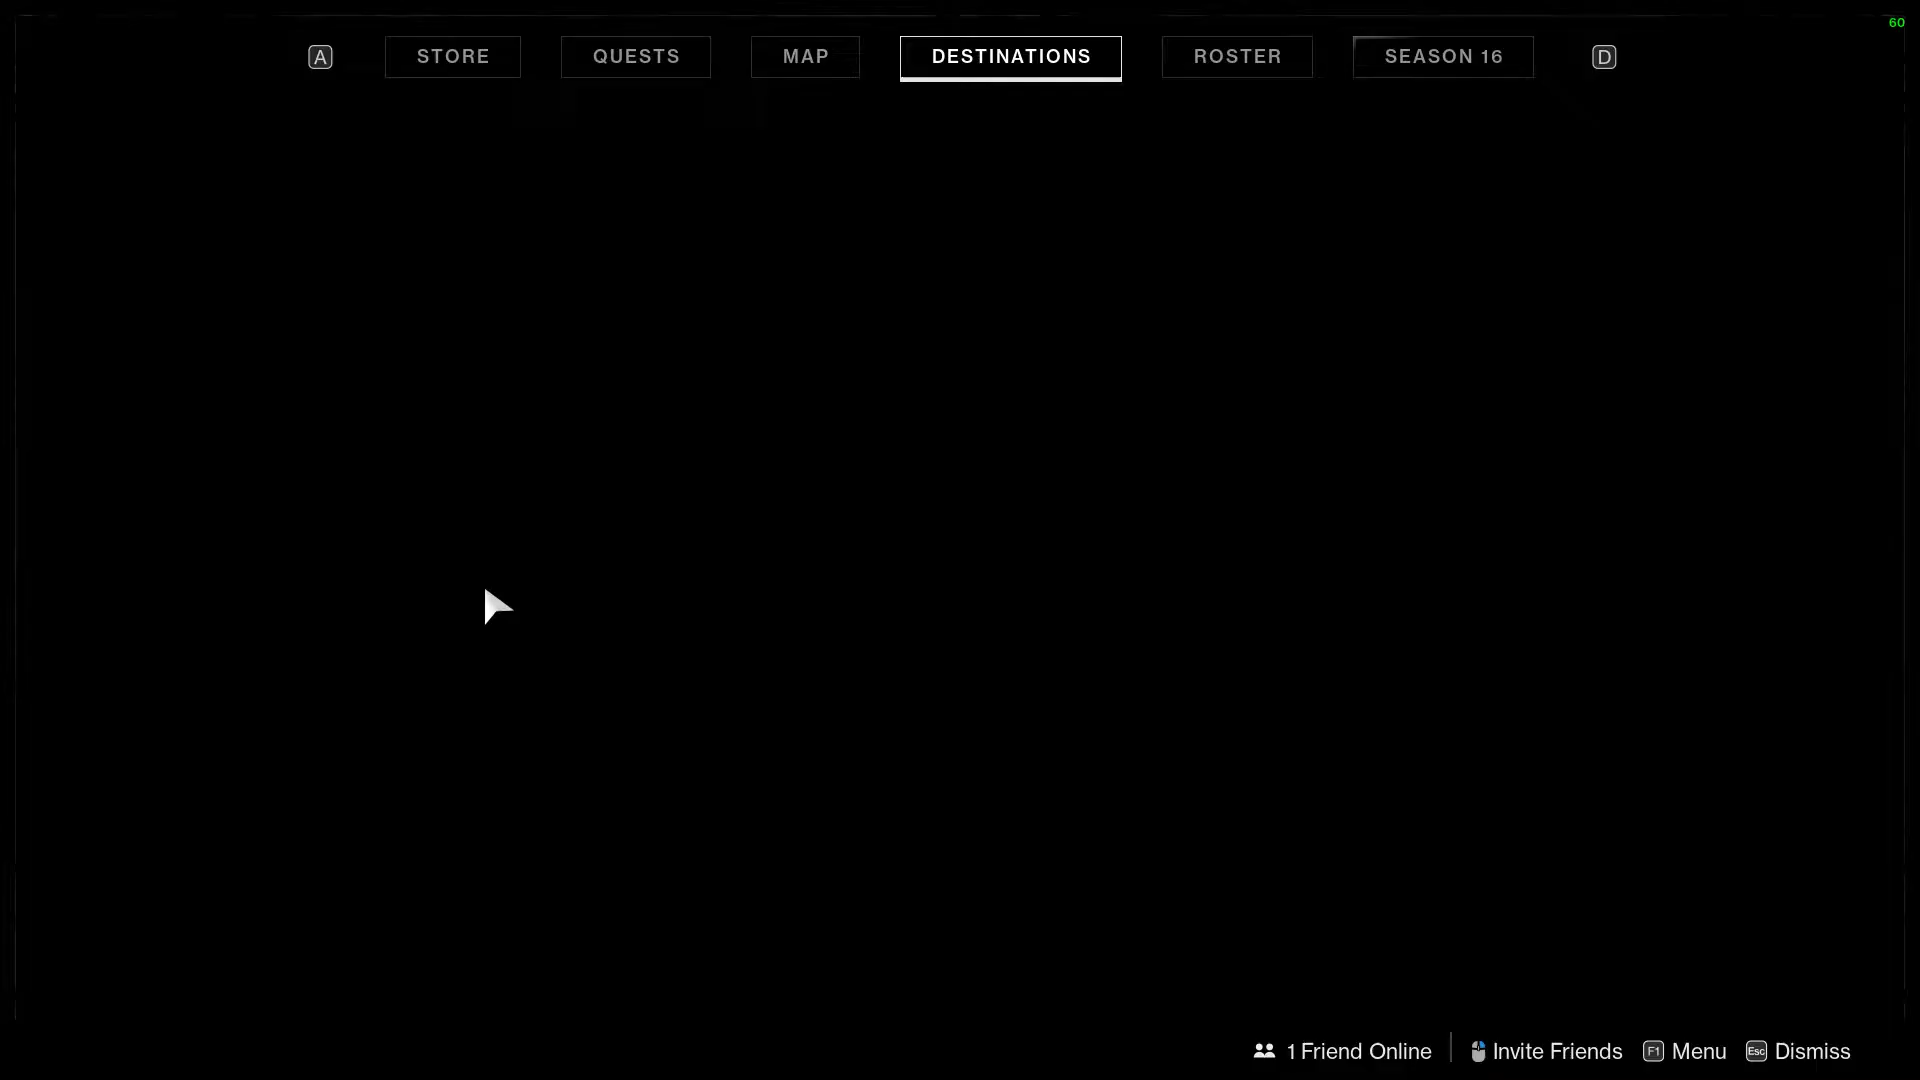 60
A STORE QUESTS MAP DESTINATIONS ROSTER SEASON 16 D
1 Friend Online Invite Friends F1 Menu Esc Dismiss